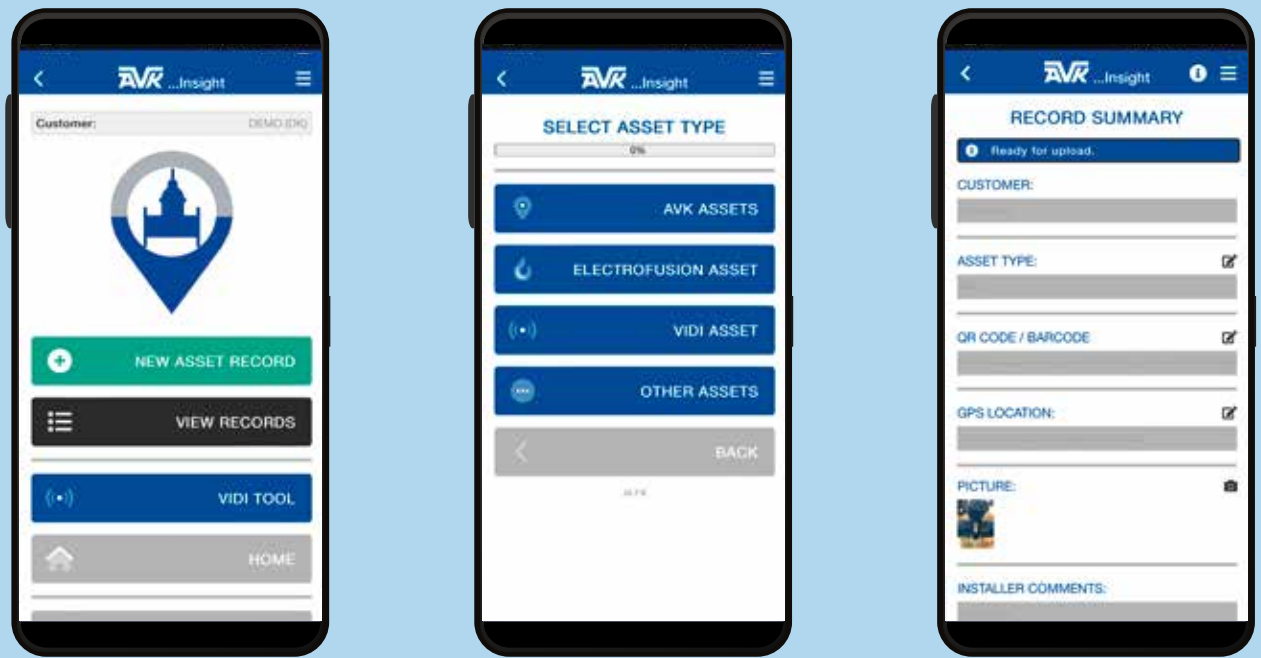 AVK ...Insight
Customer: DEMO (DK)
NEW ASSET RECORD
VIEW RECORDS
VIDI TOOL
HOME
AVK ...Insight
SELECT ASSET TYPE
0%
AVK ASSETS
ELECTROFUSION ASSET
VIDI ASSET
OTHER ASSETS
BACK
AVK ...Insight
RECORD SUMMARY
Ready for upload.
CUSTOMER:
ASSET TYPE:
QR CODE / BARCODE
GPS LOCATION:
PICTURE:
INSTALLER COMMENTS: